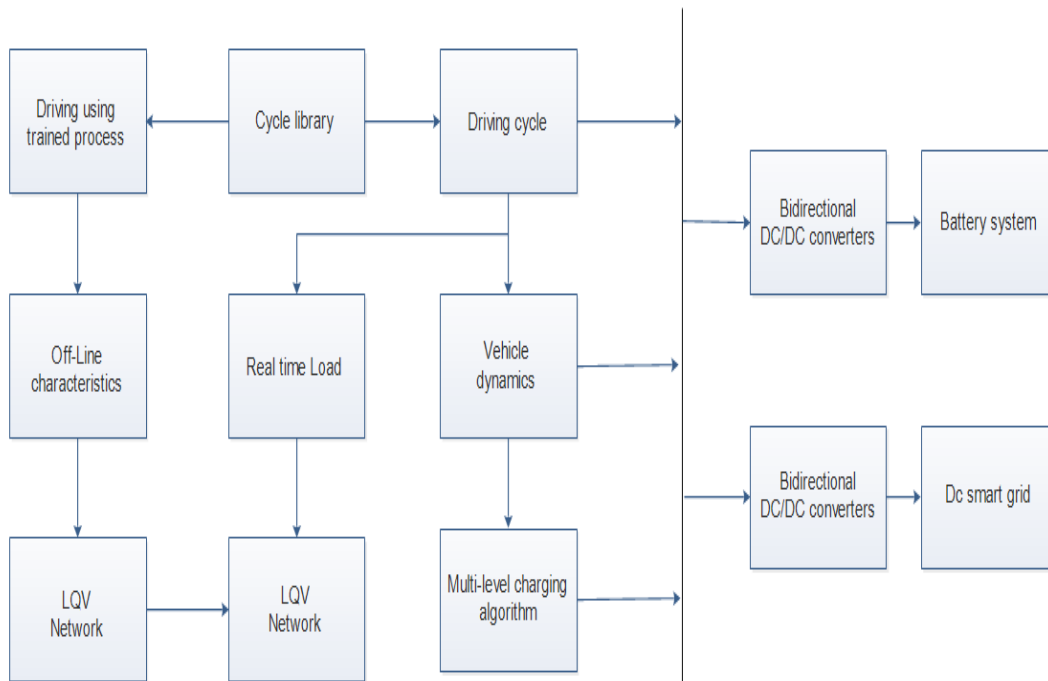 Driving using
trained process
Cycle library
Driving cycle
Bidirectional
DC/DC converters
Battery system
Off-Line
characteristics
Real time Load
Vehicle
dynamics
Bidirectional
DC/DC converters
Dc smart grid
LQV
Network
LQV
Network
Multi-level charging
algorithm